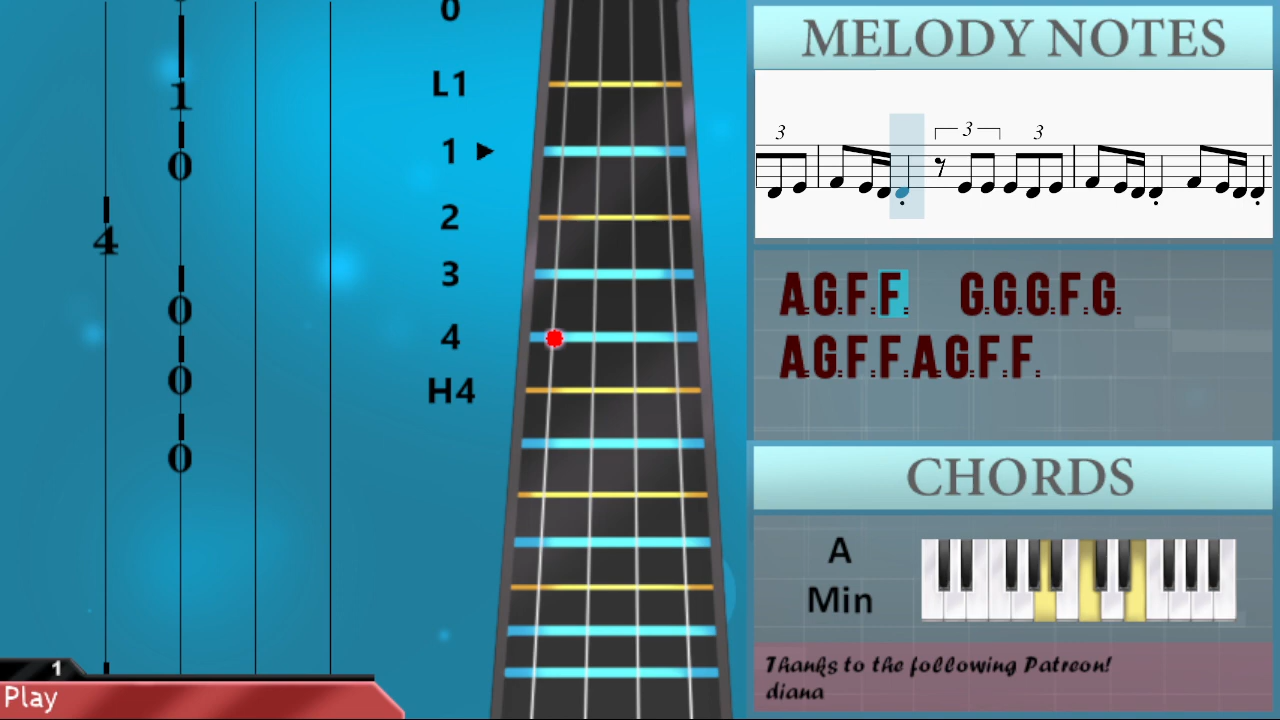 0
L1
1
2
3
4
H4
1
0
4
0
0
0
1
Play
MELODY NOTES
3
3
3
A.G.F.F. G.G.G.F.G.
A.G.F.F.A.G.F.F.
CHORDS
A
Min
Thanks to the following Patreon!
diana